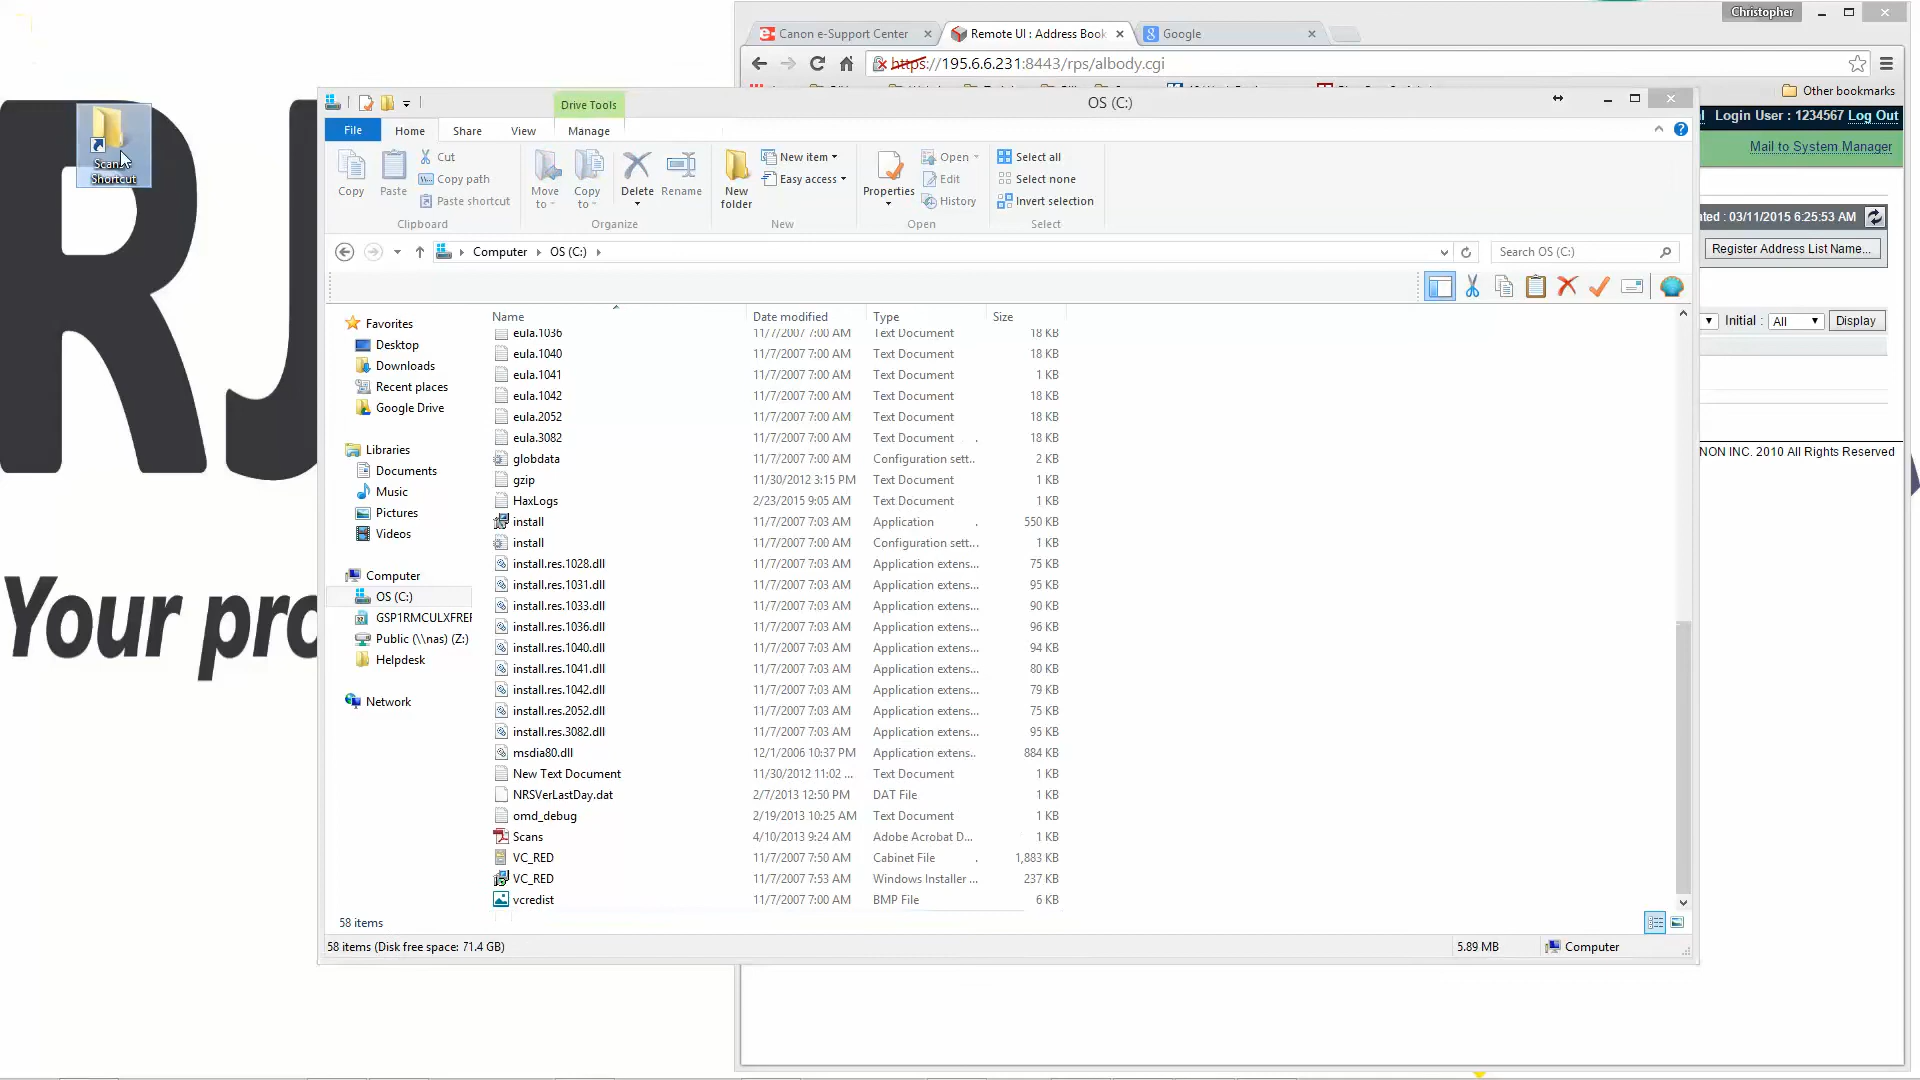 Christopher
Canon e-Support Center
Remote UI : Address Book
Google
https://195.6.6.231:8443/rps/albody.cgi
Other bookmarks
Login User : 1234567 Log Out
Mail to System Manager
03/11/2015 6:25:53 AM
Register Address List Name...
Initial : All Display
NON INC. 2010 All Rights Reserved
RJ
Your pro
Scans
Shortcut
Drive Tools
OS (C:)
File
Home
Share
View
Manage
Copy
Paste
Cut
Copy path
Paste shortcut
Clipboard
Move to
Copy to
Delete
Rename
Organize
New folder
New item
Easy access
New
Properties
Open
Edit
History
Open
Select all
Select none
Invert selection
Select
Computer OS (C:)
Search OS (C:)
Favorites
Desktop
Downloads
Recent places
Google Drive
Libraries
Documents
Music
Pictures
Videos
Computer
OS (C:)
GSP1RMCULXFREF
Public (\\nas) (Z:)
Helpdesk
Network
Name Date modified Type Size
eula.1036 11/7/2007 7:00 AM Text Document 18 KB
eula.1040 11/7/2007 7:00 AM Text Document 18 KB
eula.1041 11/7/2007 7:00 AM Text Document 1 KB
eula.1042 11/7/2007 7:00 AM Text Document 18 KB
eula.2052 11/7/2007 7:00 AM Text Document 18 KB
eula.3082 11/7/2007 7:00 AM Text Document 18 KB
globdata 11/7/2007 7:00 AM Configuration sett... 2 KB
gzip 11/30/2012 3:15 PM Text Document 1 KB
HaxLogs 2/23/2015 9:05 AM Text Document 1 KB
install 11/7/2007 7:03 AM Application 550 KB
install 11/7/2007 7:00 AM Configuration sett... 1 KB
install.res.1028.dll 11/7/2007 7:03 AM Application extens... 75 KB
install.res.1031.dll 11/7/2007 7:03 AM Application extens... 95 KB
install.res.1033.dll 11/7/2007 7:03 AM Application extens... 90 KB
install.res.1036.dll 11/7/2007 7:03 AM Application extens... 96 KB
install.res.1040.dll 11/7/2007 7:03 AM Application extens... 94 KB
install.res.1041.dll 11/7/2007 7:03 AM Application extens... 80 KB
install.res.1042.dll 11/7/2007 7:03 AM Application extens... 79 KB
install.res.2052.dll 11/7/2007 7:03 AM Application extens... 75 KB
install.res.3082.dll 11/7/2007 7:03 AM Application extens... 95 KB
msdia80.dll 12/1/2006 10:37 PM Application extens... 884 KB
New Text Document 11/30/2012 11:02 ... Text Document 1 KB
NRSVerLastDay.dat 2/7/2013 12:50 PM DAT File 1 KB
omd_debug 2/19/2013 10:25 AM Text Document 1 KB
Scans 4/10/2013 9:24 AM Adobe Acrobat D... 1 KB
VC_RED 11/7/2007 7:50 AM Cabinet File 1,883 KB
VC_RED 11/7/2007 7:53 AM Windows Installer ... 237 KB
vcredist 11/7/2007 7:00 AM BMP File 6 KB
58 items
58 items (Disk free space: 71.4 GB) 5.89 MB Computer